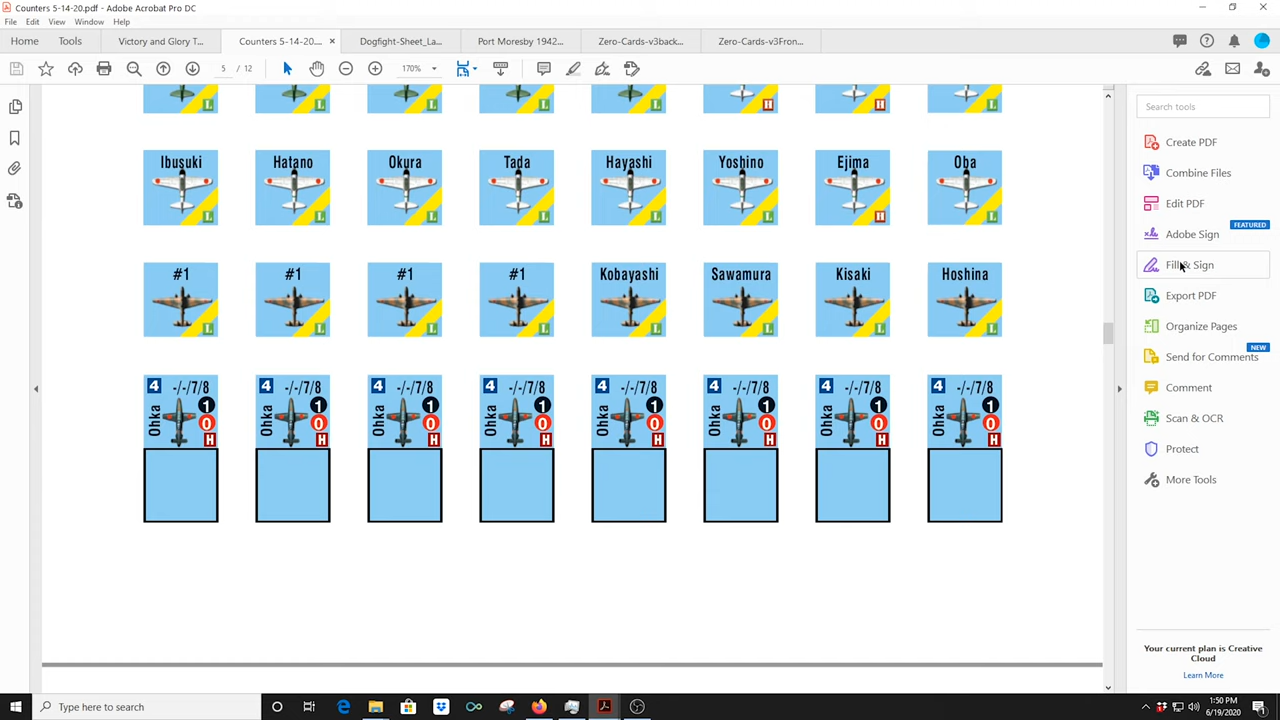 Counters 5-14-20.pdf - Adobe Acrobat Pro DC
File Edit View Window Help
Home Tools Victory and Glory T... Counters 5-14-20.... × Dogfight-Sheet_La... Port Moresby 1942... Zero-Cards-v3back... Zero-Cards-v3Fron...
5 / 12 170%
L L L L L H H L
Ibusuki Hatano Okura Tada Hayashi Yoshino Ejima Oba
L L L L L L H L
#1 #1 #1 #1 Kobayashi Sawamura Kisaki Hoshina
L L L L L L L L
4 -/-/7/8 4 -/-/7/8 4 -/-/7/8 4 -/-/7/8 4 -/-/7/8 4 -/-/7/8 4 -/-/7/8 4 -/-/7/8
Ohka 1 Ohka 1 Ohka 1 Ohka 1 Ohka 1 Ohka 1 Ohka 1 Ohka 1
0 0 0 0 0 0 0 0
H H H H H H H H
Search tools
Create PDF
Combine Files
Edit PDF
FEATURED
Adobe Sign
Fill & Sign
Export PDF
Organize Pages
NEW
Send for Comments
Comment
Scan & OCR
Protect
More Tools
Your current plan is Creative
Cloud
Learn More
Type here to search
1:50 PM
6/19/2020